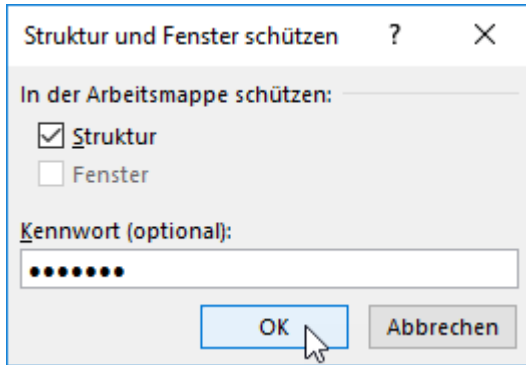 Struktur und Fenster schützen ? ×
In der Arbeitsmappe schützen:
Struktur
Fenster
Kennwort (optional):
•••••••
OK Abbrechen